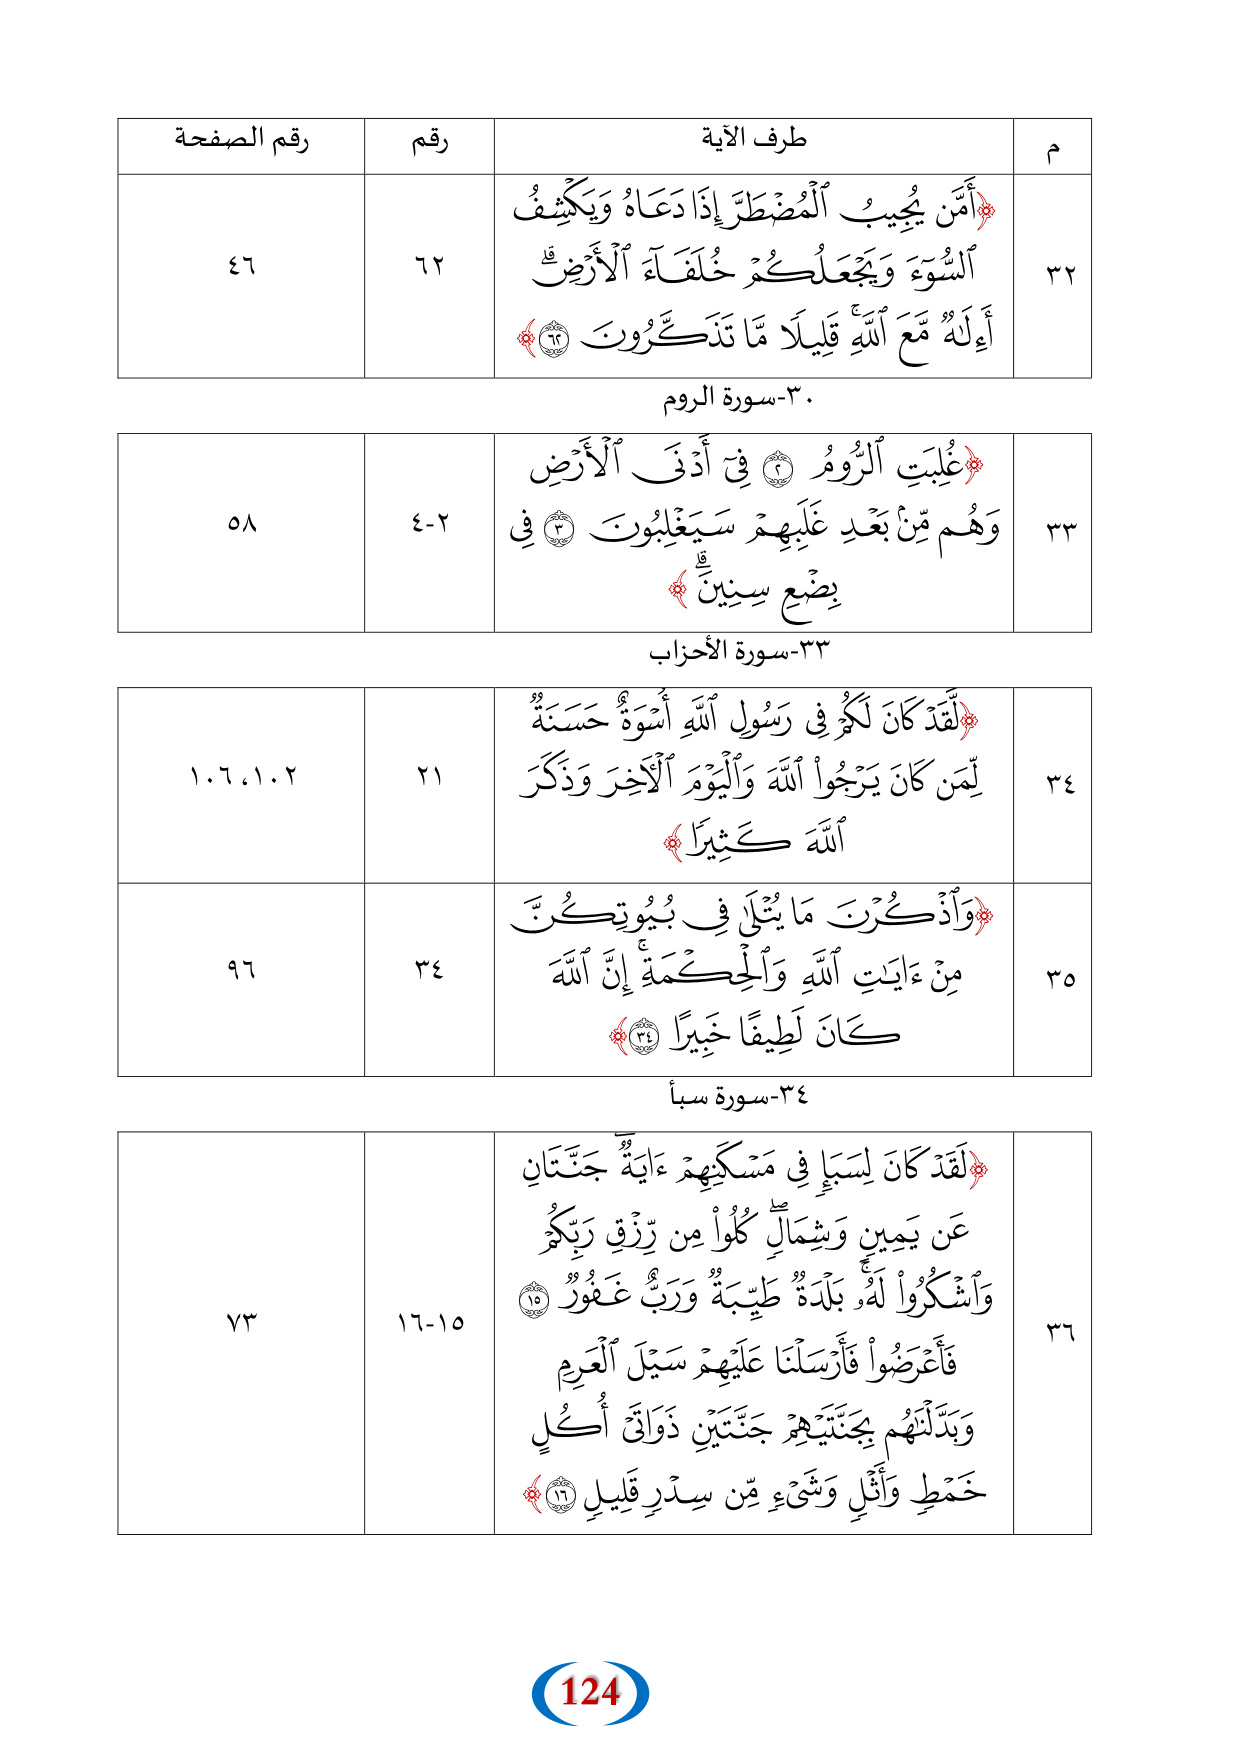 م طرف الآية رقم رقم الصفحة
﴿أَمَّن يُجِيبُ ٱلۡمُضۡطَرَّ إِذَا دَعَاهُ وَيَكۡشِفُ
ٱلسُّوٓءَ وَيَجۡعَلُكُمۡ خُلَفَآءَ ٱلۡأَرۡضِۗ
أَءِلَٰهٞ مَّعَ ٱللَّهِۚ قَلِيلٗا مَّا تَذَكَّرُونَ ٦٢﴾
٣٢ ٦٢ ٤٦
٣٠-سورة الروم
﴿غُلِبَتِ ٱلرُّومُ ٢ فِيٓ أَدۡنَى ٱلۡأَرۡضِ
وَهُم مِّنۢ بَعۡدِ غَلَبِهِمۡ سَيَغۡلِبُونَ ٣ فِي
بِضۡعِ سِنِينَۗ ﴾
٣٣ ٢-٤ ٥٨
٣٣-سورة الأحزاب
﴿لَّقَدۡ كَانَ لَكُمۡ فِي رَسُولِ ٱللَّهِ أُسۡوَةٌ حَسَنَةٞ
لِّمَن كَانَ يَرۡجُواْ ٱللَّهَ وَٱلۡيَوۡمَ ٱلۡأٓخِرَ وَذَكَرَ
ٱللَّهَ كَثِيرٗا ﴾
٣٤ ٢١ ١٠٢، ١٠٦
﴿وَٱذۡكُرۡنَ مَا يُتۡلَىٰ فِي بُيُوتِكُنَّ
مِنۡ ءَايَٰتِ ٱللَّهِ وَٱلۡحِكۡمَةِۚ إِنَّ ٱللَّهَ
كَانَ لَطِيفًا خَبِيرًا ٣٤﴾
٣٥ ٣٤ ٩٦
٣٤-سورة سبأ
﴿لَقَدۡ كَانَ لِسَبَإٖ فِي مَسۡكَنِهِمۡ ءَايَةٞۖ جَنَّتَانِ
عَن يَمِينٖ وَشِمَالٖۖ كُلُواْ مِن رِّزۡقِ رَبِّكُمۡ
وَٱشۡكُرُواْ لَهُۥۚ بَلۡدَةٞ طَيِّبَةٞ وَرَبٌّ غَفُورٞ ١٥
فَأَعۡرَضُواْ فَأَرۡسَلۡنَا عَلَيۡهِمۡ سَيۡلَ ٱلۡعَرِمِ
وَبَدَّلۡنَٰهُم بِجَنَّتَيۡهِمۡ جَنَّتَيۡنِ ذَوَاتَيۡ أُكُلٍ
خَمۡطٖ وَأَثۡلٖ وَشَيۡءٖ مِّن سِدۡرٖ قَلِيلٖ ١٦﴾
٣٦ ١٥-١٦ ٧٣
124